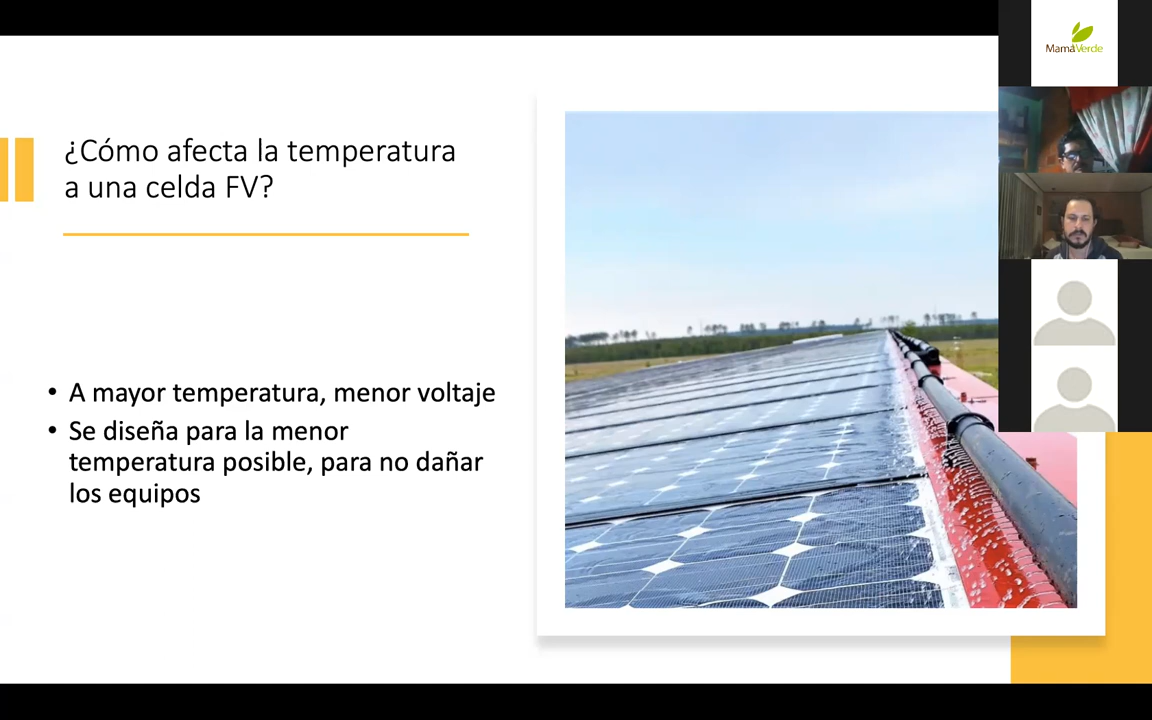 ¿Cómo afecta la temperatura
a una celda FV?
• A mayor temperatura, menor voltaje
• Se diseña para la menor
temperatura posible, para no dañar
los equipos
MamáVerde